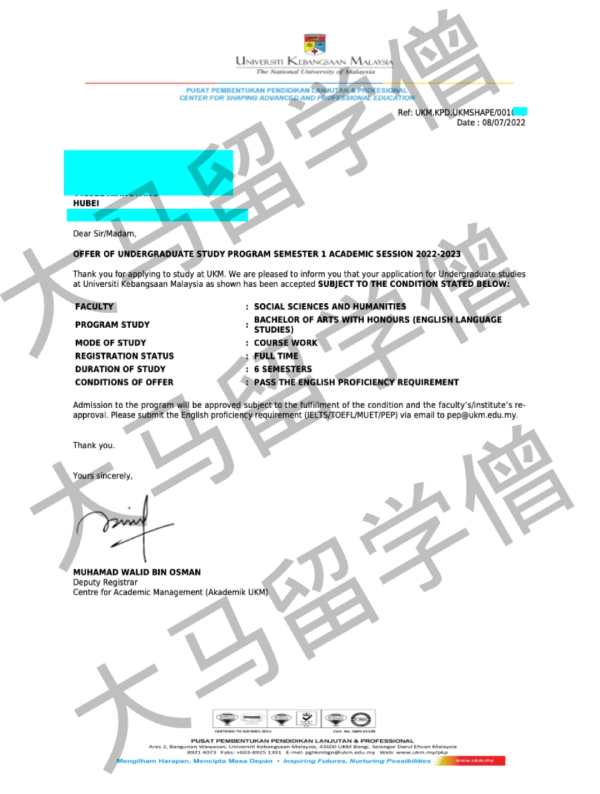 UNIVERSITI KEBANGSAAN MALAYSIA
The National University of Malaysia
PUSAT PEMBENTUKAN PENDIDIKAN LANJUTAN & PROFESSIONAL
CENTER FOR SHAPING ADVANCED AND PROFESSIONAL EDUCATION
Ref: UKM.KPD.UKMSHAPE/001
Date : 08/07/2022
HUBEI
Dear Sir/Madam,
OFFER OF UNDERGRADUATE STUDY PROGRAM SEMESTER 1 ACADEMIC SESSION 2022-2023
Thank you for applying to study at UKM. We are pleased to inform you that your application for Undergraduate studies
at Universiti Kebangsaan Malaysia as shown has been accepted SUBJECT TO THE CONDITION STATED BELOW:
FACULTY : SOCIAL SCIENCES AND HUMANITIES
PROGRAM STUDY : BACHELOR OF ARTS WITH HONOURS (ENGLISH LANGUAGE
STUDIES)
MODE OF STUDY : COURSE WORK
REGISTRATION STATUS : FULL TIME
DURATION OF STUDY : 6 SEMESTERS
CONDITIONS OF OFFER : PASS THE ENGLISH PROFICIENCY REQUIREMENT
Admission to the program will be approved subject to the fulfillment of the condition and the faculty's/institute's re-
approval. Please submit the English proficiency requirement (IELTS/TOEFL/MUET/PEP) via email to pep@ukm.edu.my.
Thank you.
Yours sincerely,
MUHAMAD WALID BIN OSMAN
Deputy Registrar
Centre for Academic Management (Akademik UKM)
大马留学僧
大马留学僧
大马留学僧
PUSAT PEMBENTUKAN PENDIDIKAN LANJUTAN & PROFESSIONAL
Aras 2, Bangunan Wawasan, Universiti Kebangsaan Malaysia, 43600 UKM Bangi, Selangor Darul Ehsan Malaysia
Mengilham Harapan, Mencipta Masa Depan • Inspiring Futures, Nurturing Possibilities
www.ukm.my